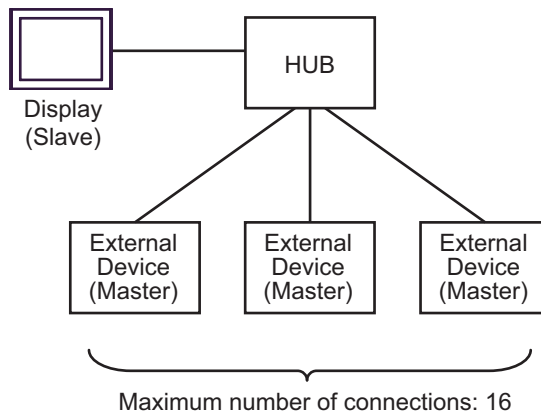 HUB
Display
(Slave)
External
Device
(Master)
External
Device
(Master)
External
Device
(Master)
Maximum number of connections: 16